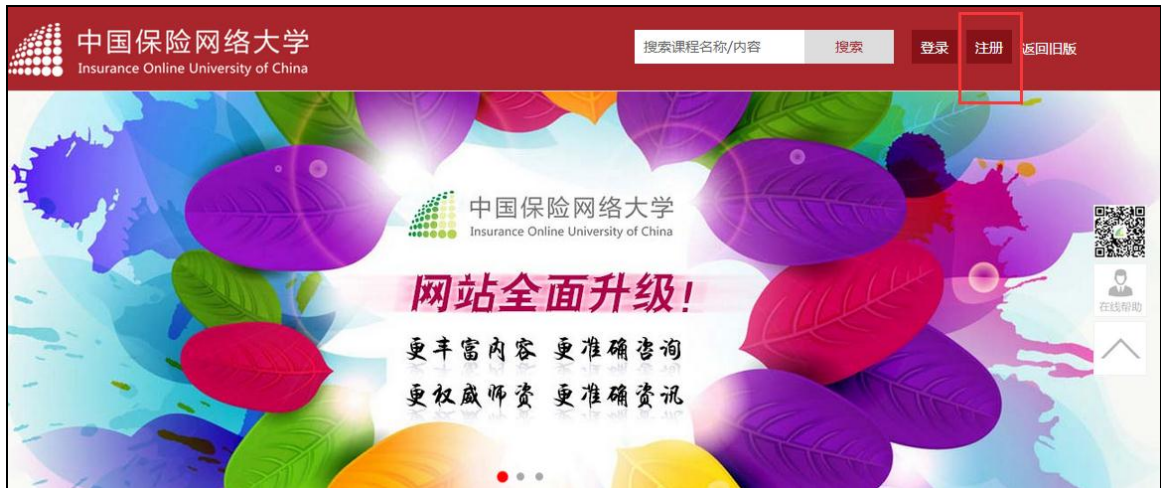 中国保险网络大学
Insurance Online University of China
搜索课程名称/内容 搜索 登录 注册 返回旧版
中国保险网络大学
Insurance Online University of China
网站全面升级!
更丰富内容 更准确咨询
更权威师资 更准确资讯
在线帮助